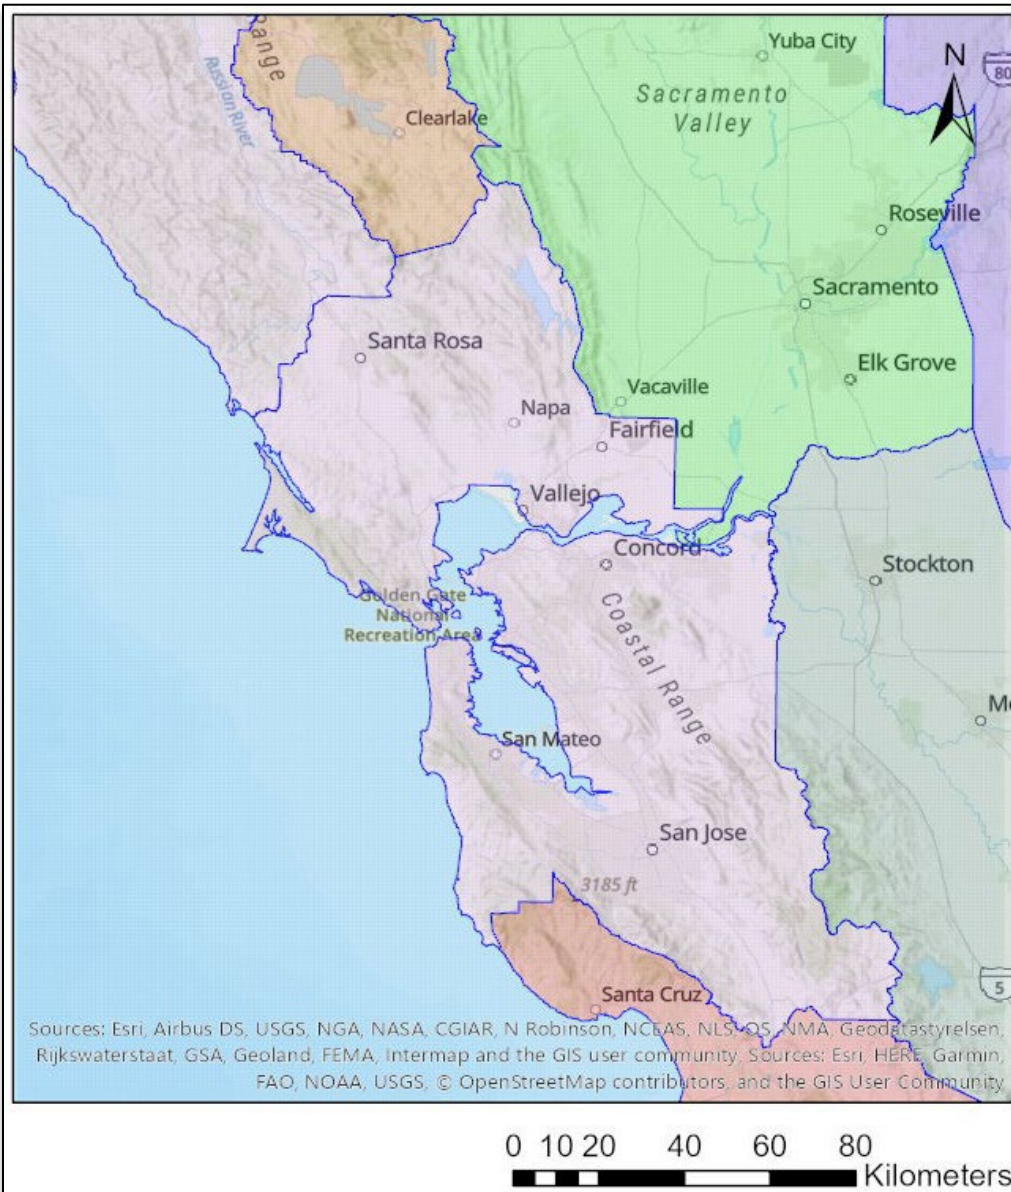 Range
Yuba City
N
80
Russian River
Sacramento
Valley
Clearlake
Roseville
Sacramento
Santa Rosa
Elk Grove
Vacaville
Napa
Fairfield
Vallejo
Concord
Stockton
Golden Gate
National
Recreation Area
Coastal Range
Mo
San Mateo
San Jose
3185 ft
5
Santa Cruz
Sources: Esri, Airbus DS, USGS, NGA, NASA, CGIAR, N Robinson, NCEAS, NLS, OS, NMA, Geodatastyrelsen,
Rijkswaterstaat, GSA, Geoland, FEMA, Intermap and the GIS user community, Sources: Esri, HERE, Garmin,
FAO, NOAA, USGS, © OpenStreetMap contributors, and the GIS User Community
0 10 20 40 60 80
Kilometers